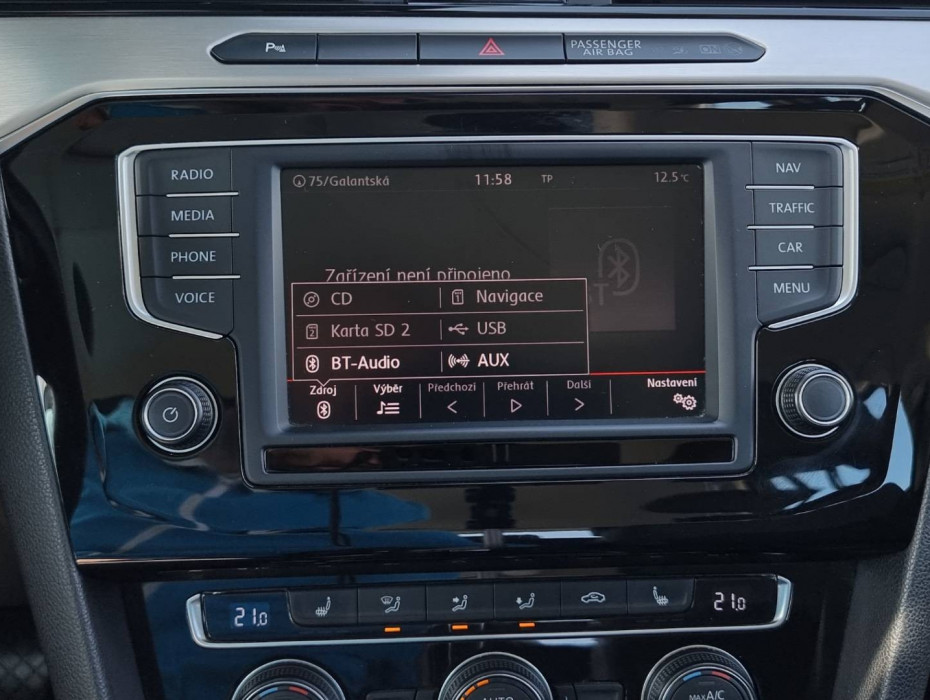 PASSENGER
AIR BAG
RADIO
MEDIA
PHONE
VOICE
75/Galantská 11:58 TP 12.5°C
Zařízení není připojeno
CD Navigace
Karta SD 2 USB
BT-Audio AUX
Zdroj Výběr Předchozí Přehrát Další Nastavení
NAV
TRAFFIC
CAR
MENU
21.0 21.0
AUTO
MAX A/C